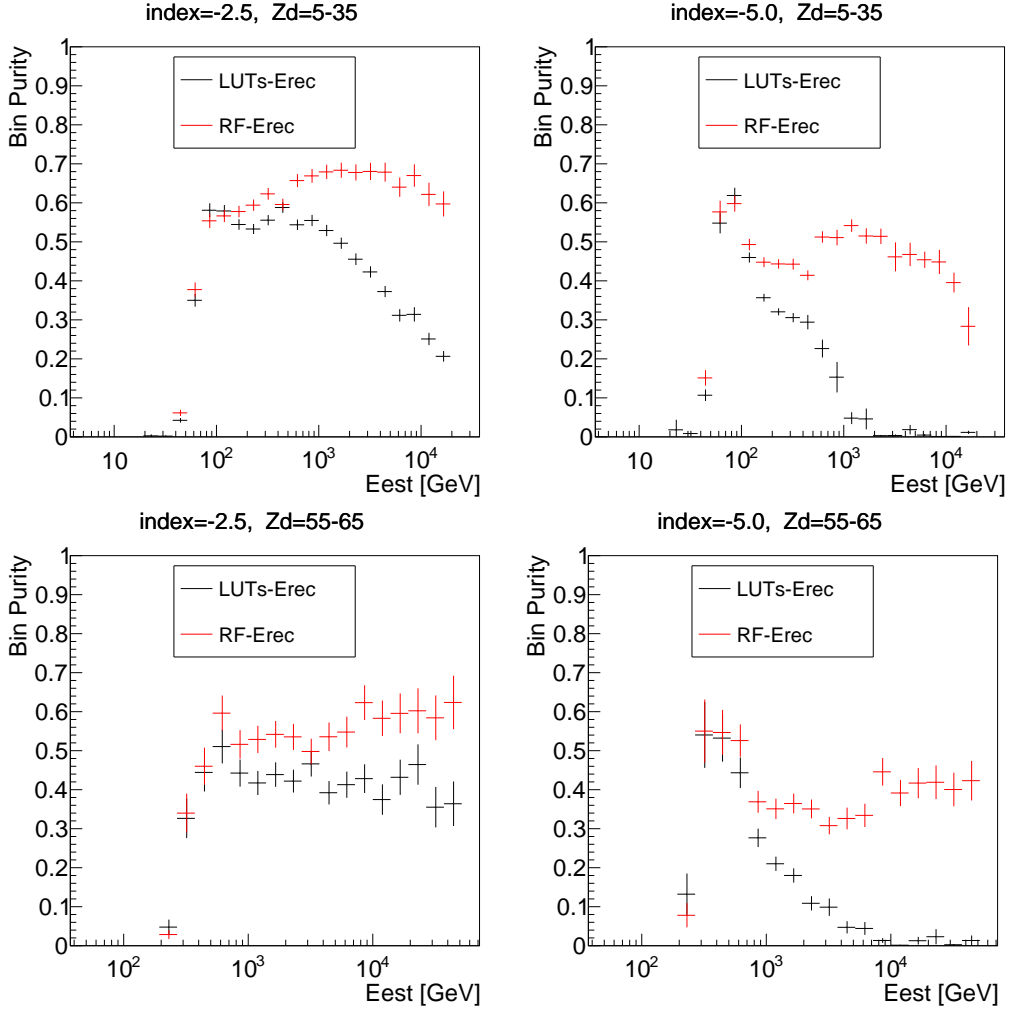 index=-2.5, Zd=5-35
Bin Purity
1
0.9
0.8
0.7
0.6
0.5
0.4
0.3
0.2
0.1
0
LUTs-Erec
RF-Erec
10
10²
10³
10⁴
Eest [GeV]
index=-5.0, Zd=5-35
Bin Purity
1
0.9
0.8
0.7
0.6
0.5
0.4
0.3
0.2
0.1
0
LUTs-Erec
RF-Erec
10
10²
10³
10⁴
Eest [GeV]
index=-2.5, Zd=55-65
Bin Purity
1
0.9
0.8
0.7
0.6
0.5
0.4
0.3
0.2
0.1
0
LUTs-Erec
RF-Erec
10²
10³
10⁴
Eest [GeV]
index=-5.0, Zd=55-65
Bin Purity
1
0.9
0.8
0.7
0.6
0.5
0.4
0.3
0.2
0.1
0
LUTs-Erec
RF-Erec
10²
10³
10⁴
Eest [GeV]